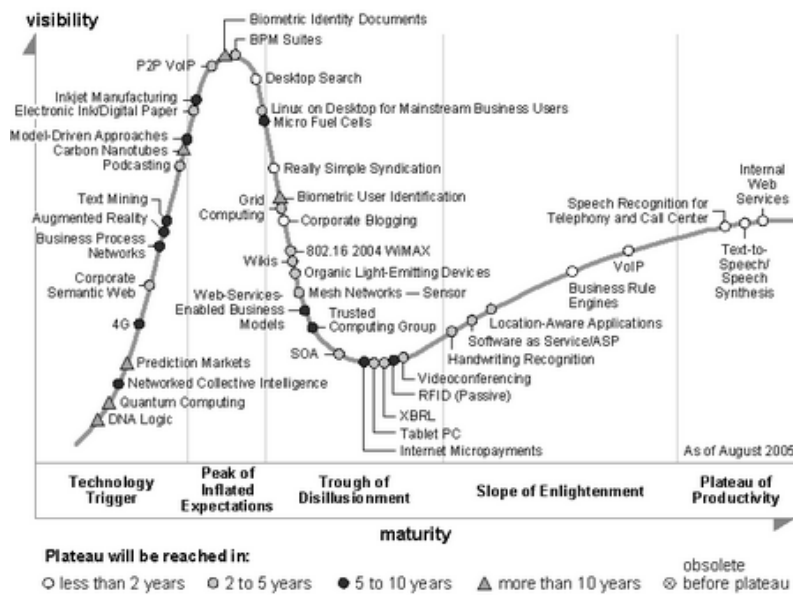 visibility
Biometric Identity Documents
BPM Suites
P2P VoIP
Desktop Search
Inkjet Manufacturing
Electronic Ink/Digital Paper
Linux on Desktop for Mainstream Business Users
Micro Fuel Cells
Model-Driven Approaches
Carbon Nanotubes
Podcasting
Really Simple Syndication
Text Mining
Augmented Reality
Business Process
Networks
Grid
Computing
Biometric User Identification
Corporate Blogging
Internal
Web
Services
Speech Recognition for
Telephony and Call Center
Text-to-
Speech/
Speech
Synthesis
802.16 2004 WiMAX
Wikis
Organic Light-Emitting Devices
VoIP
Business Rule
Engines
Corporate
Semantic Web
Mesh Networks — Sensor
Web-Services-
Enabled Business
Models
Trusted
Computing Group
4G
Location-Aware Applications
Software as Service/ASP
Handwriting Recognition
SOA
Prediction Markets
Networked Collective Intelligence
Quantum Computing
DNA Logic
Videoconferencing
RFID (Passive)
XBRL
Tablet PC
Internet Micropayments
As of August 2005
Technology
Trigger
Peak of
Inflated
Expectations
Trough of
Disillusionment
Slope of Enlightenment
Plateau of
Productivity
maturity
Plateau will be reached in:
less than 2 years
2 to 5 years
5 to 10 years
more than 10 years
obsolete
before plateau